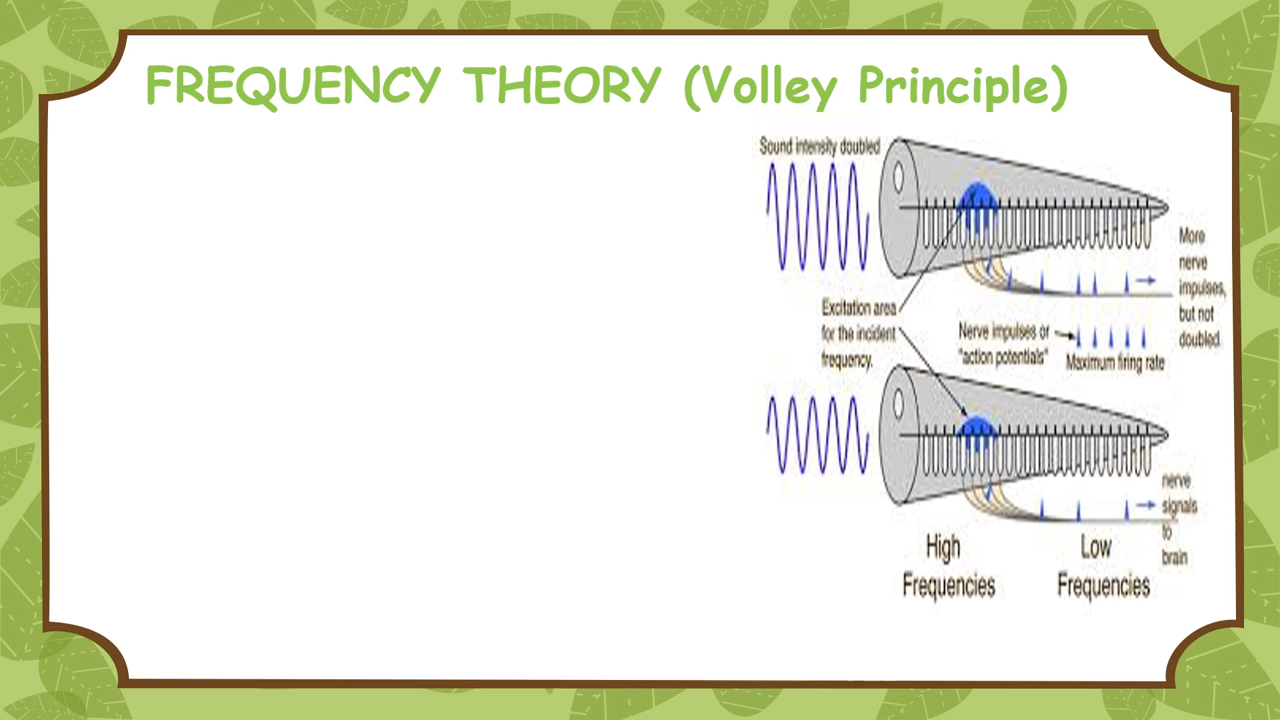 FREQUENCY THEORY (Volley Principle)
Sound intensity doubled
More
nerve
impulses,
but not
doubled.
Excitation area
for the incident
frequency.
Nerve impulses or
"action potentials"
Maximum firing rate
nerve
signals
to
brain
High
Frequencies
Low
Frequencies